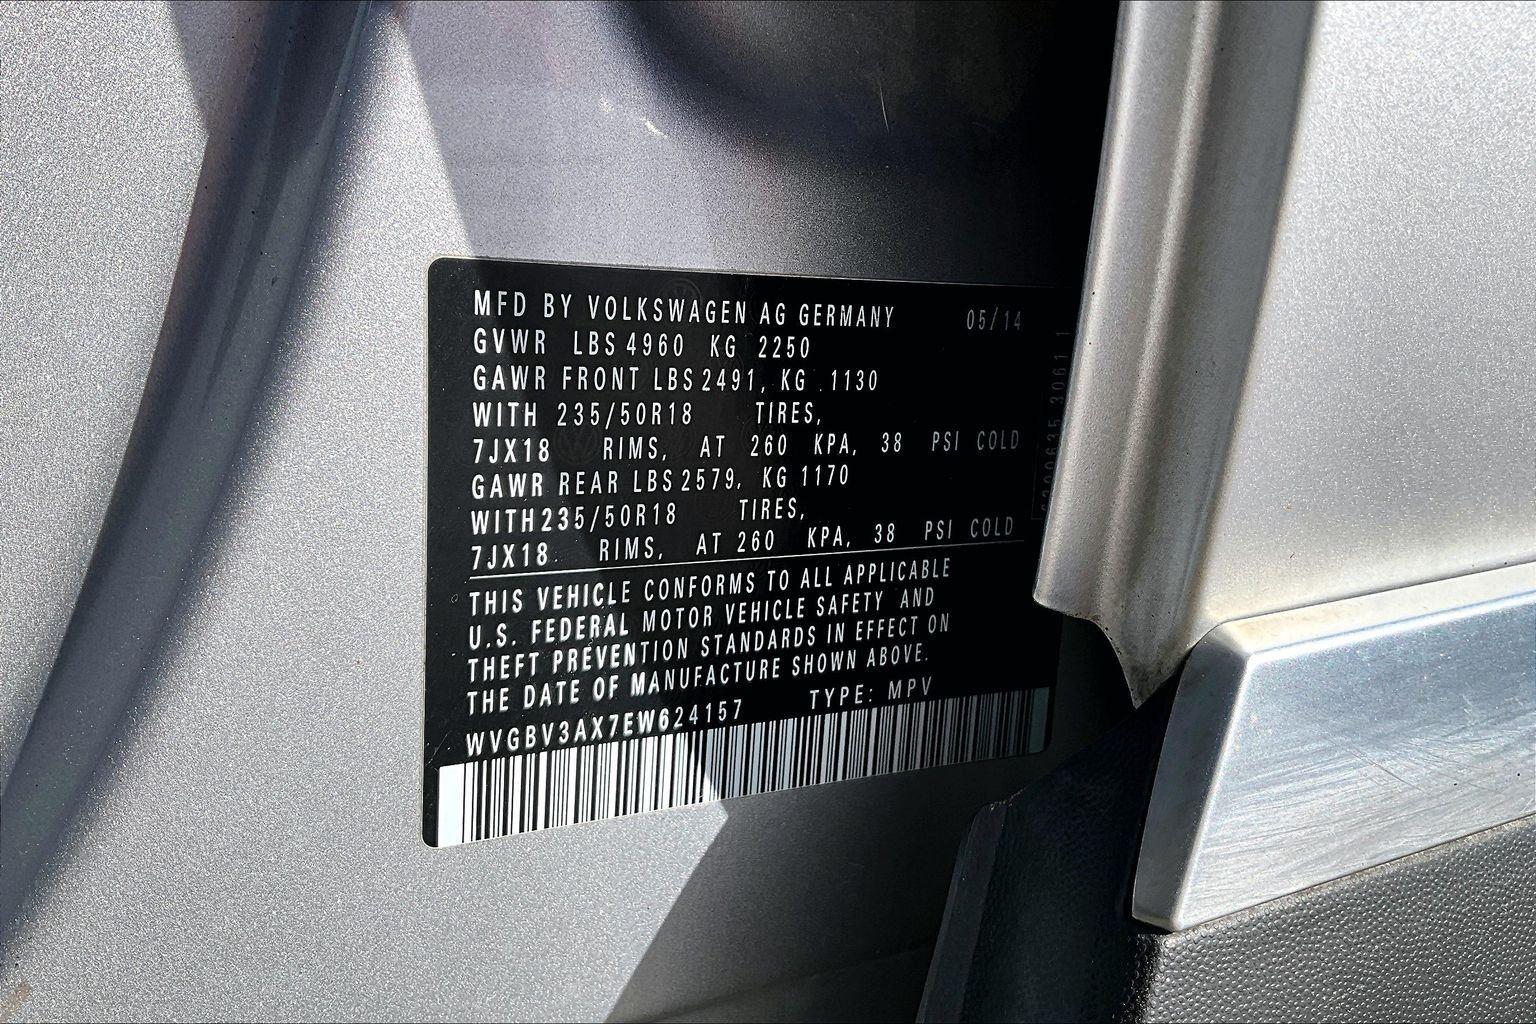 MFD BY VOLKSWAGEN AG GERMANY 05/14
GVWR LBS 4960 KG 2250
GAWR FRONT LBS 2491, KG 1130
WITH 235/50R18 TIRES,
7JX18 RIMS, AT 260 KPA, 38 PSI COLD
GAWR REAR LBS 2579, KG 1170
WITH 235/50R18 TIRES,
7JX18 RIMS, AT 260 KPA, 38 PSI COLD
THIS VEHICLE CONFORMS TO ALL APPLICABLE
U.S. FEDERAL MOTOR VEHICLE SAFETY AND
THEFT PREVENTION STANDARDS IN EFFECT ON
THE DATE OF MANUFACTURE SHOWN ABOVE.
WVGBV3AX7EW624157 TYPE: MPV